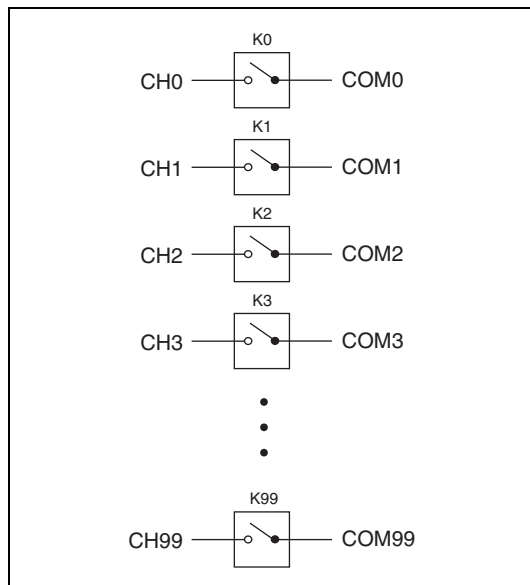 K0
CH0 COM0
K1
CH1 COM1
K2
CH2 COM2
K3
CH3 COM3
K99
CH99 COM99